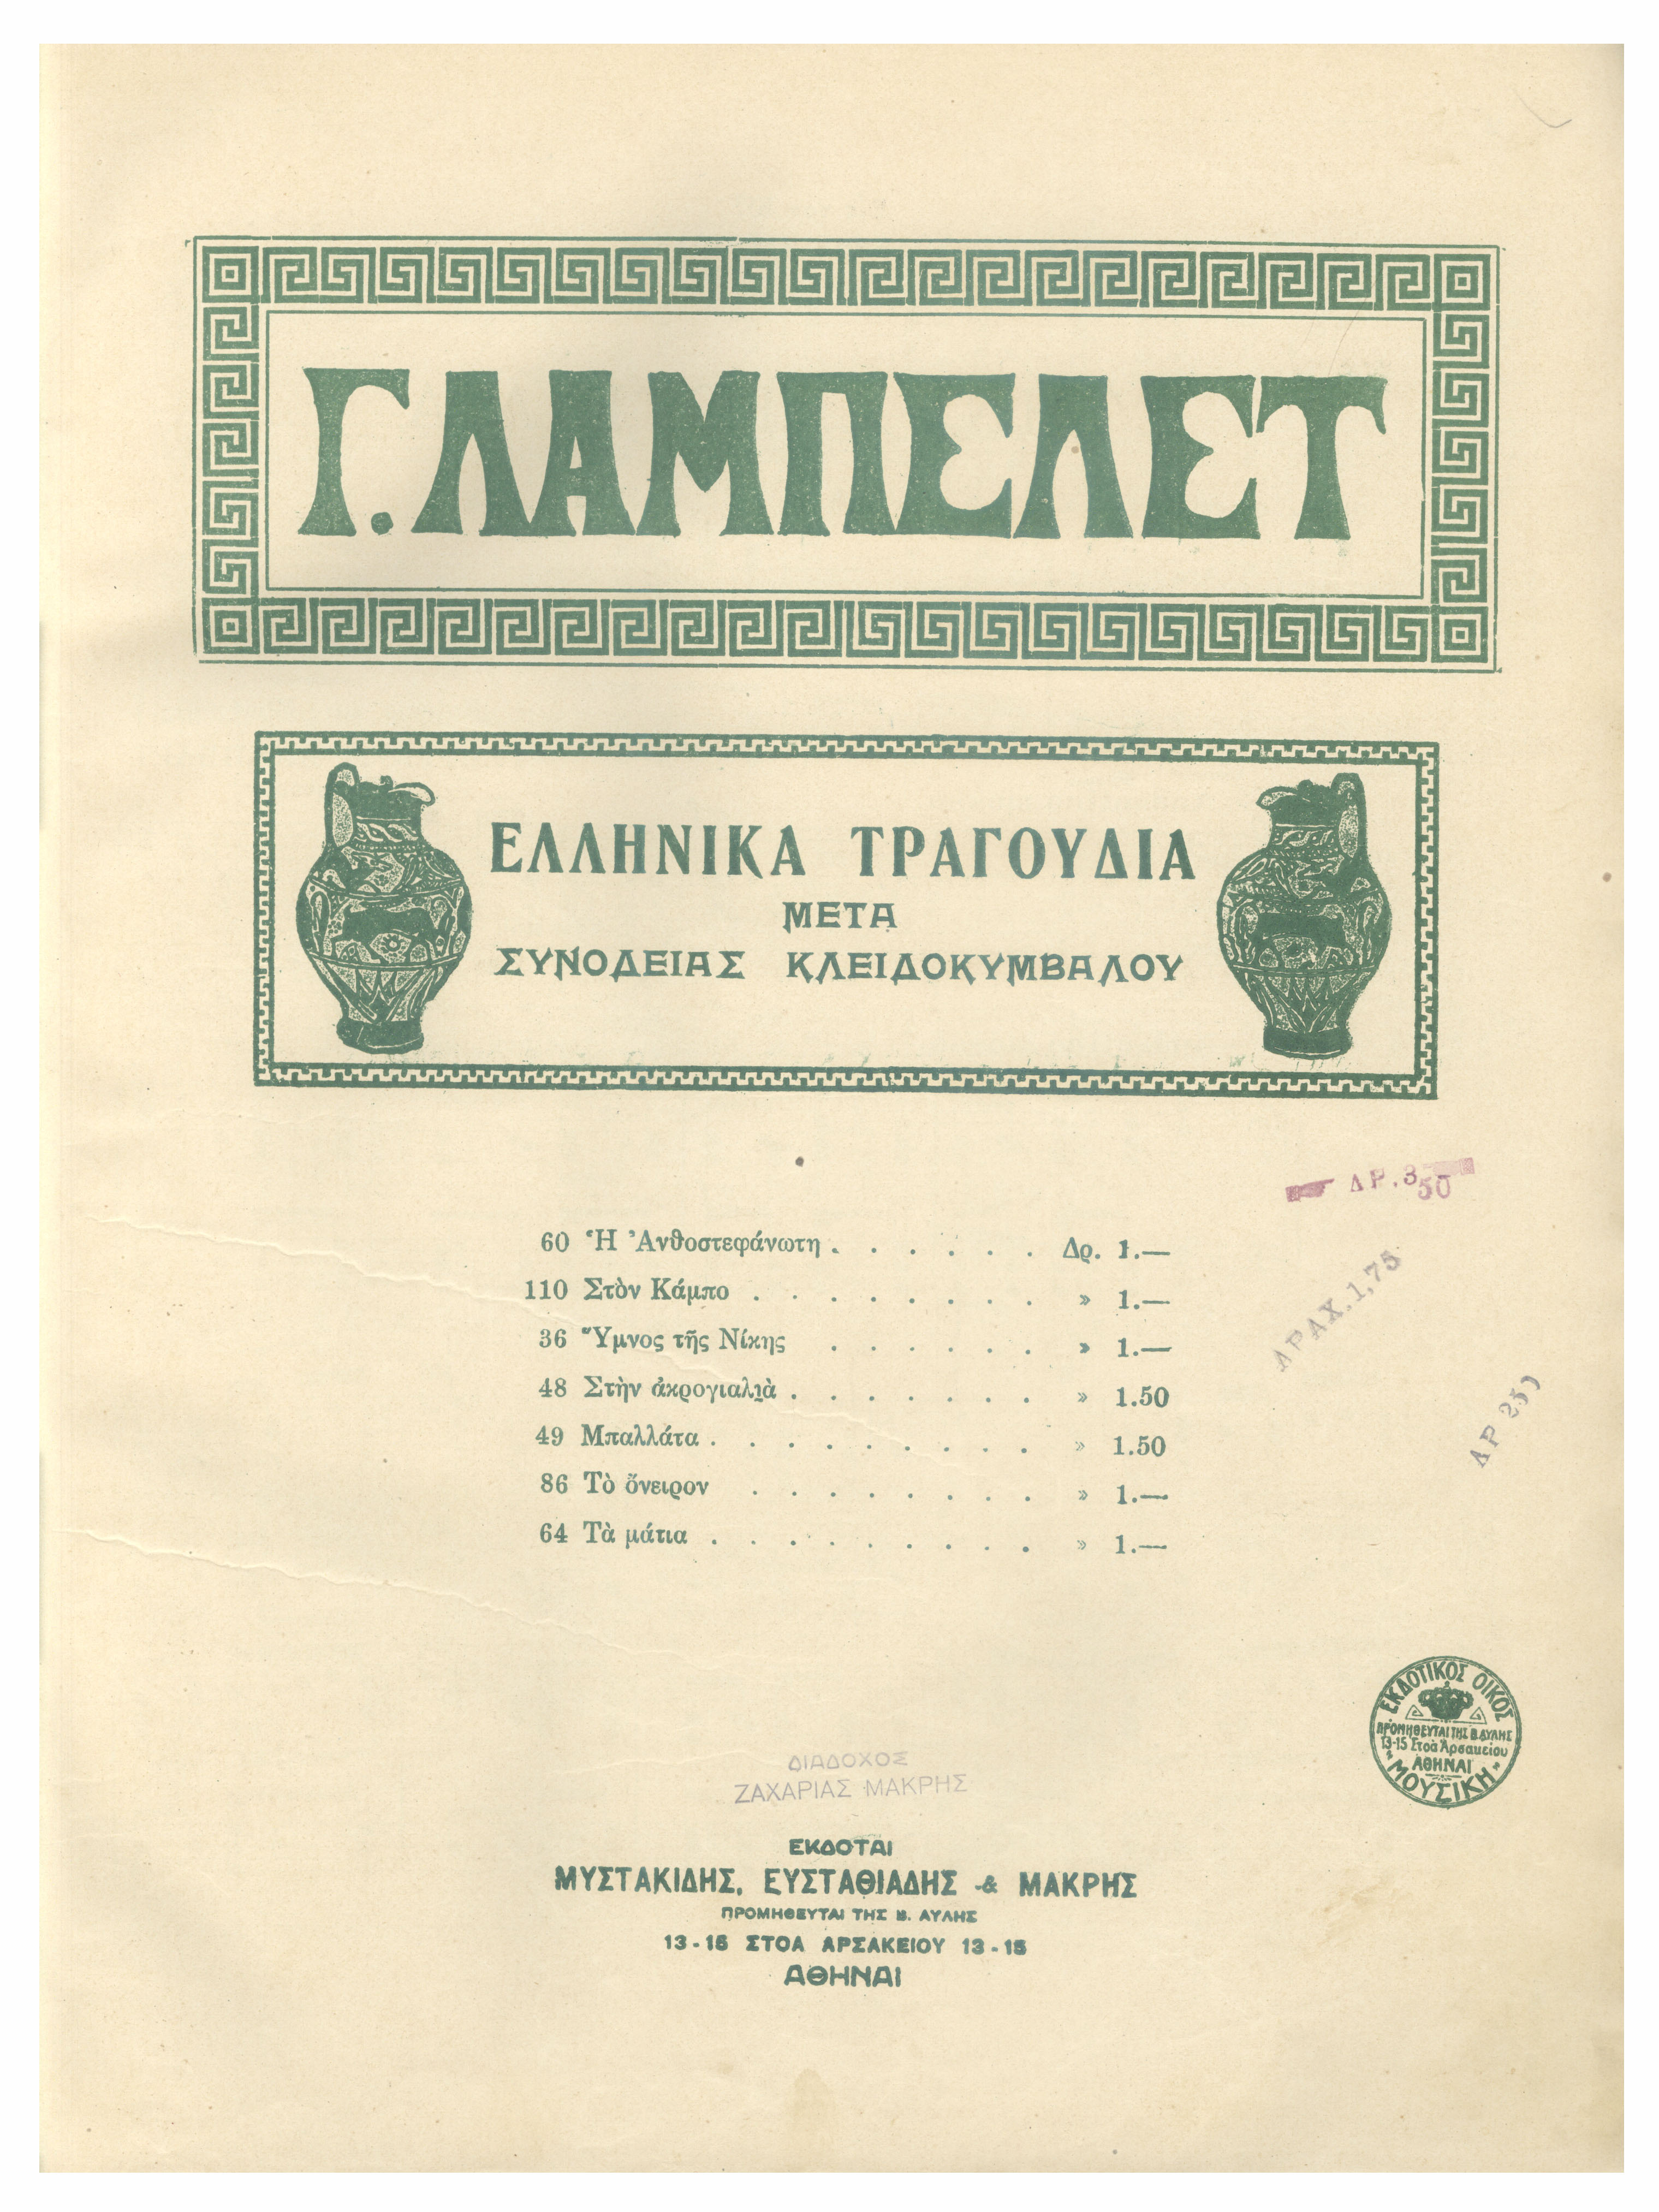 Γ. ΛΑΜΠΕΛΕΤ
ΕΛΛΗΝΙΚΑ ΤΡΑΓΟΥΔΙΑ
ΜΕΤΑ
ΣΥΝΟΔΕΙΑΣ ΚΛΕΙΔΟΚΥΜΒΑΛΟΥ
ΔΡ. 3 50
60 Ἡ Ἀνθοστεφάνωτη . . . . . . Δρ. 1.—
110 Στὸν Κάμπο . . . . . . . . » 1.—
36 Ὕμνος τῆς Νίκης . . . . . . » 1.—
48 Στὴν ἀκρογιαλιὰ . . . . . . . » 1.50
49 Μπαλλάτα . . . . . . . . . » 1.50
86 Τὸ ὄνειρον . . . . . . . . » 1.—
64 Τὰ μάτια . . . . . . . . . » 1.—
ΔΡΑΧ. 1,75
ΔΡ
ΕΚΔΟΤΙΚΟΣ ΟΙΚΟΣ
ΠΡΟΜΗΘΕΥΤΑΙ ΤΗΣ Β. ΑΥΛΗΣ
13-15 Στοὰ Ἀρσακείου
ΑΘΗΝΑΙ
«ΜΟΥΣΙΚΗ»
ΔΙΑΔΟΧΟΣ
ΖΑΧΑΡΙΑΣ ΜΑΚΡΗΣ
ΕΚΔΟΤΑΙ
ΜΥΣΤΑΚΙΔΗΣ, ΕΥΣΤΑΘΙΑΔΗΣ & ΜΑΚΡΗΣ
ΠΡΟΜΗΘΕΥΤΑΙ ΤΗΣ Β. ΑΥΛΗΣ
13-15 ΣΤΟΑ ΑΡΣΑΚΕΙΟΥ 13-15
ΑΘΗΝΑΙ